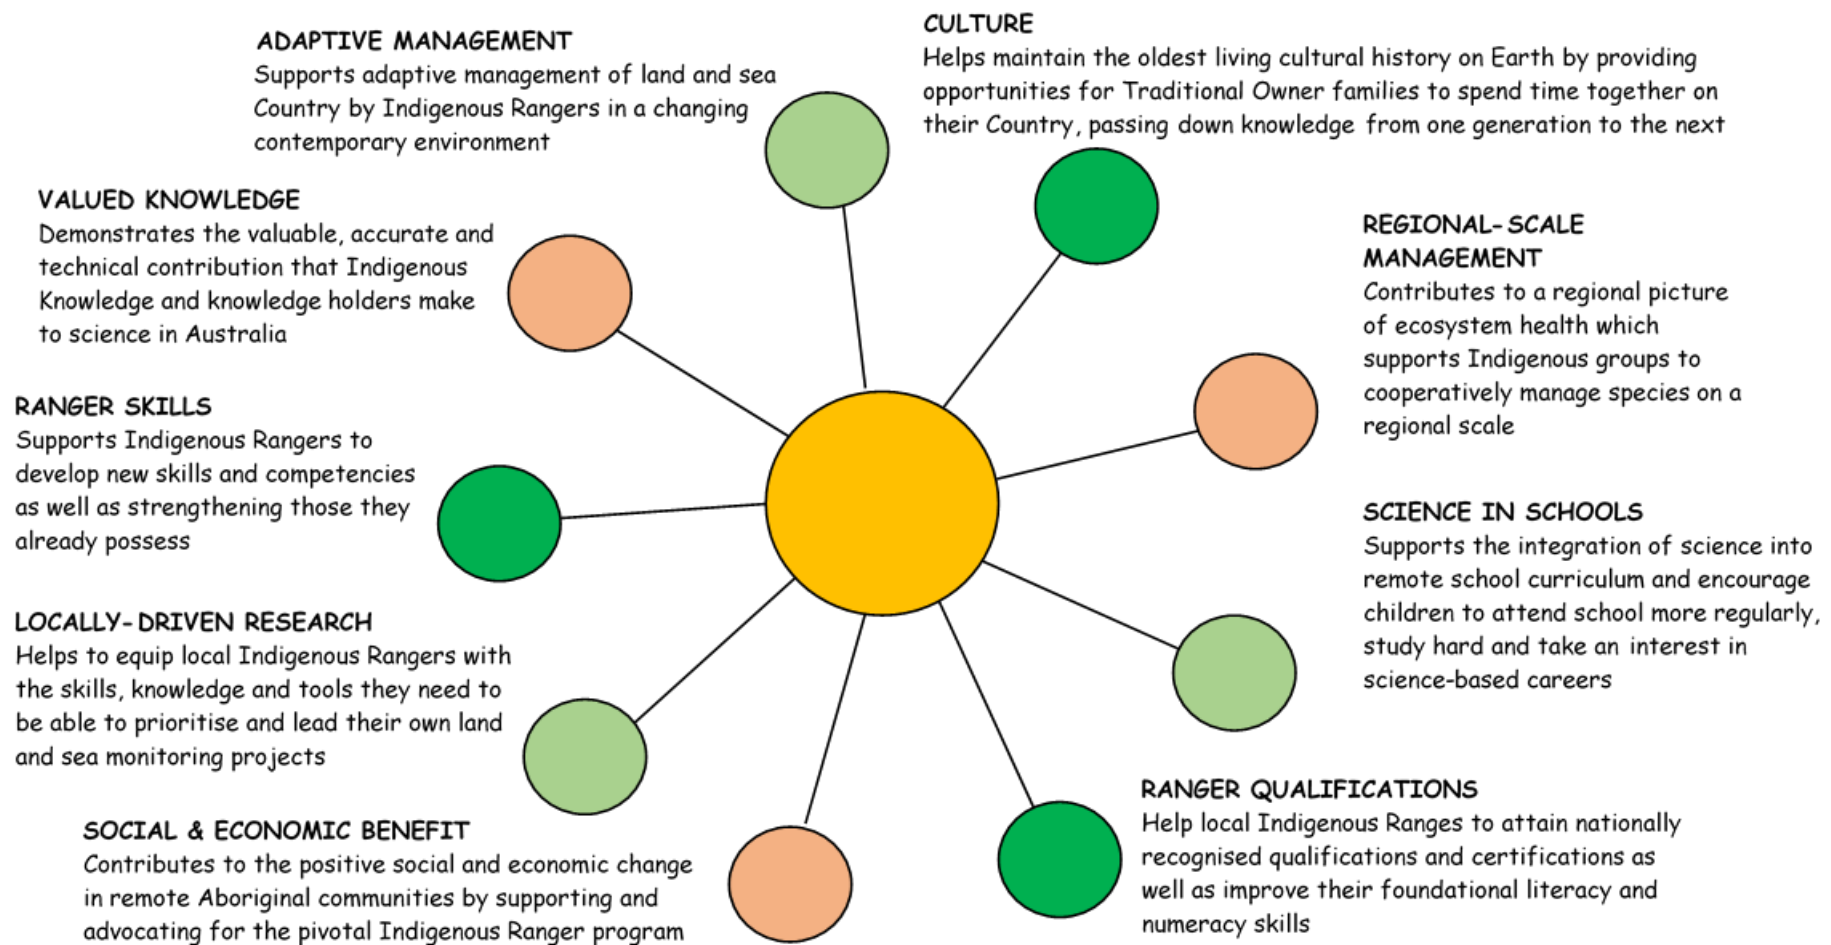 ADAPTIVE MANAGEMENT
Supports adaptive management of land and sea
Country by Indigenous Rangers in a changing
contemporary environment
CULTURE
Helps maintain the oldest living cultural history on Earth by providing
opportunities for Traditional Owner families to spend time together on
their Country, passing down knowledge from one generation to the next
VALUED KNOWLEDGE
Demonstrates the valuable, accurate and
technical contribution that Indigenous
Knowledge and knowledge holders make
to science in Australia
REGIONAL-SCALE
MANAGEMENT
Contributes to a regional picture
of ecosystem health which
supports Indigenous groups to
cooperatively manage species on a
regional scale
RANGER SKILLS
Supports Indigenous Rangers to
develop new skills and competencies
as well as strengthening those they
already possess
SCIENCE IN SCHOOLS
Supports the integration of science into
remote school curriculum and encourage
children to attend school more regularly,
study hard and take an interest in
science-based careers
LOCALLY-DRIVEN RESEARCH
Helps to equip local Indigenous Rangers with
the skills, knowledge and tools they need to
be able to prioritise and lead their own land
and sea monitoring projects
RANGER QUALIFICATIONS
Help local Indigenous Ranges to attain nationally
recognised qualifications and certifications as
well as improve their foundational literacy and
numeracy skills
SOCIAL & ECONOMIC BENEFIT
Contributes to the positive social and economic change
in remote Aboriginal communities by supporting and
advocating for the pivotal Indigenous Ranger program